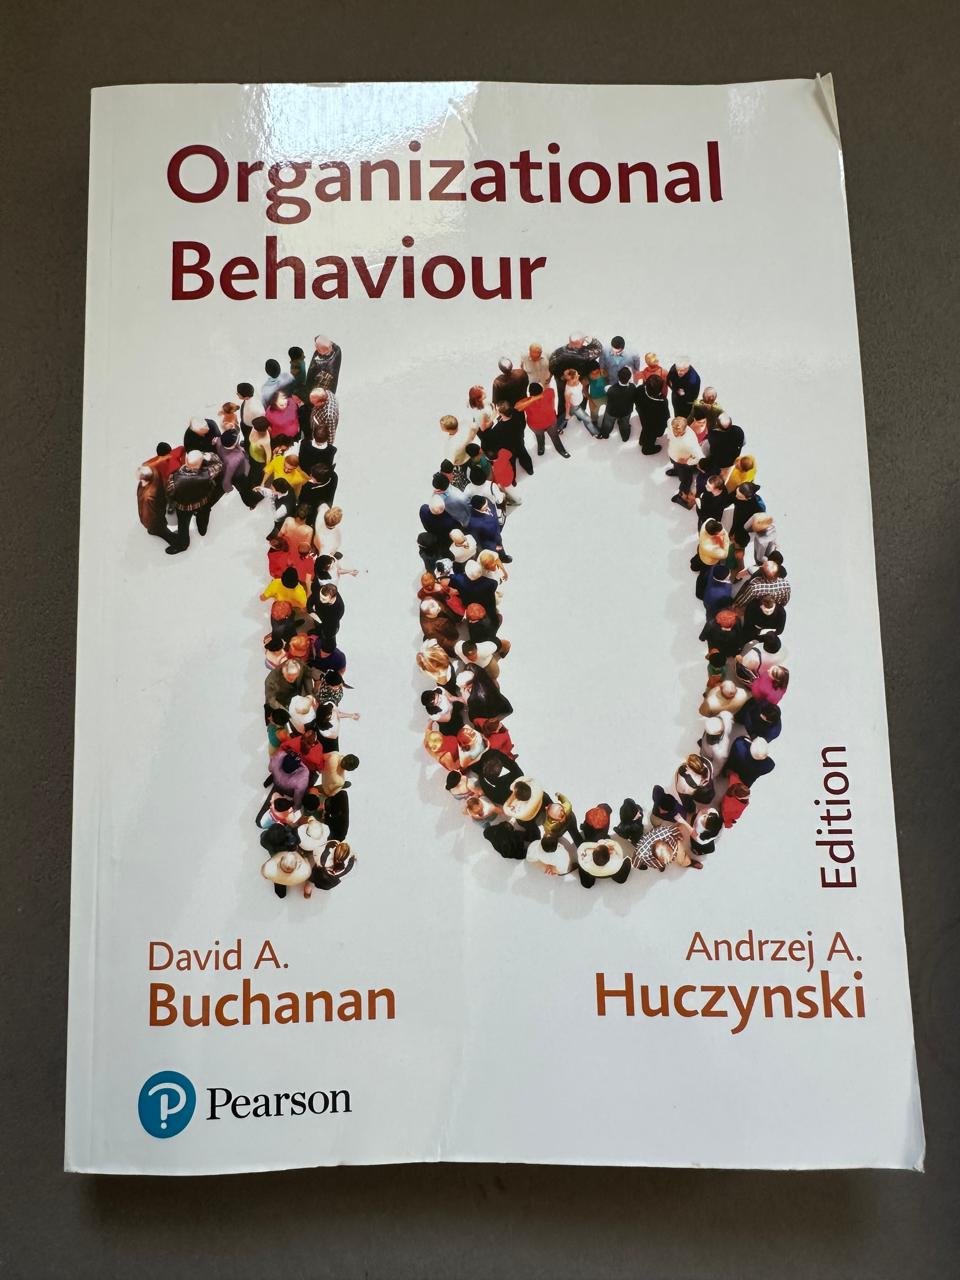 Organizational
Behaviour
10
Edition
David A.
Buchanan
Andrzej A.
Huczynski
Pearson